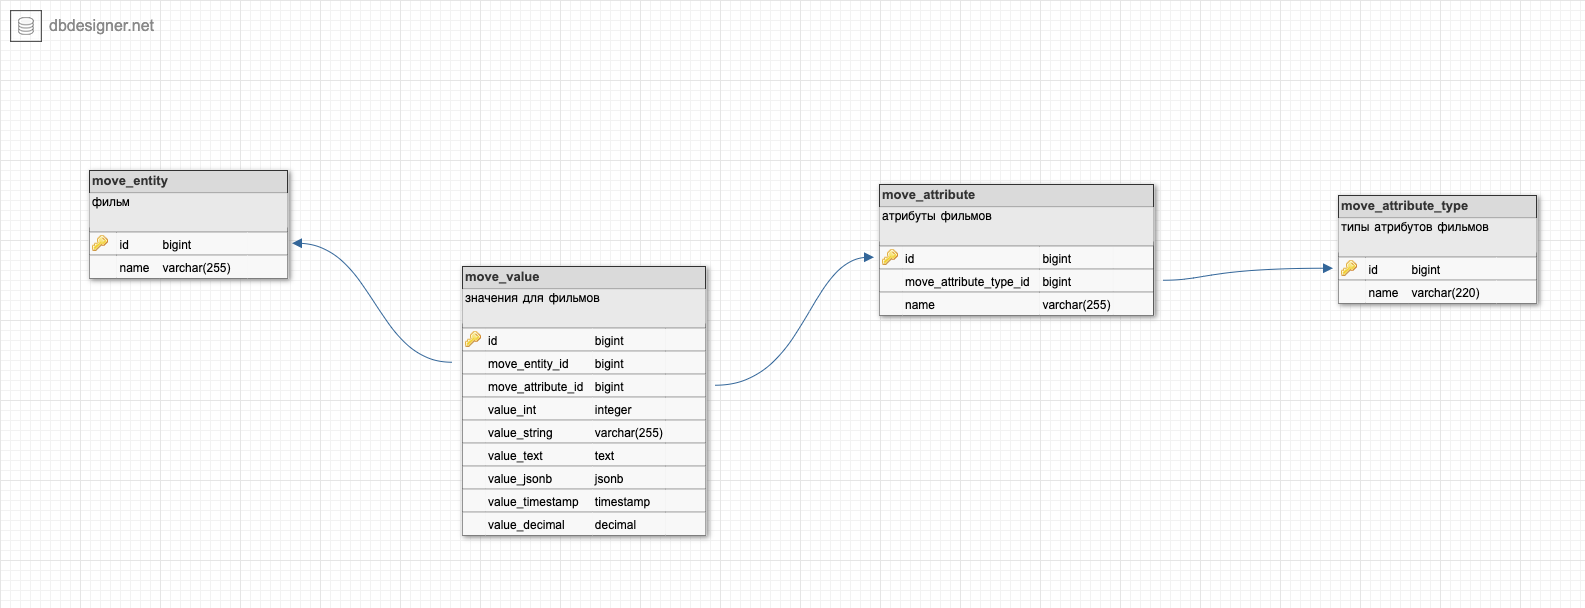 dbdesigner.net
move_entity
фильм
id bigint
name varchar(255)
move_value
значения для фильмов
id bigint
move_entity_id bigint
move_attribute_id bigint
value_int integer
value_string varchar(255)
value_text text
value_jsonb jsonb
value_timestamp timestamp
value_decimal decimal
move_attribute
атрибуты фильмов
id bigint
move_attribute_type_id bigint
name varchar(255)
move_attribute_type
типы атрибутов фильмов
id bigint
name varchar(220)